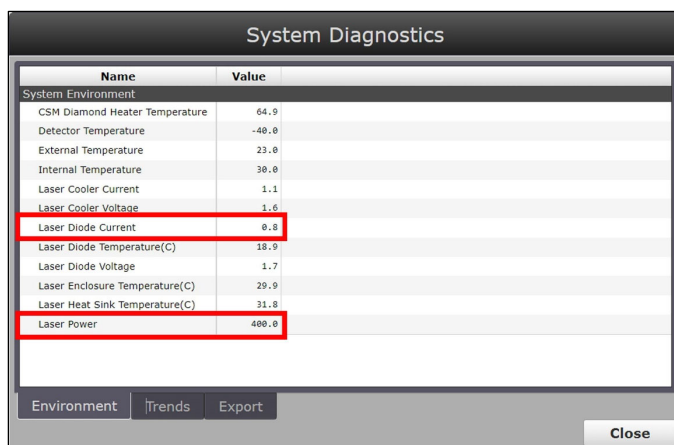 System Diagnostics
Name Value
System Environment
CSM Diamond Heater Temperature 64.9
Detector Temperature -40.0
External Temperature 23.0
Internal Temperature 30.0
Laser Cooler Current 1.1
Laser Cooler Voltage 1.6
Laser Diode Current 0.8
Laser Diode Temperature(C) 18.9
Laser Diode Voltage 1.7
Laser Enclosure Temperature(C) 29.9
Laser Heat Sink Temperature(C) 31.8
Laser Power 400.0
Environment Trends Export
Close